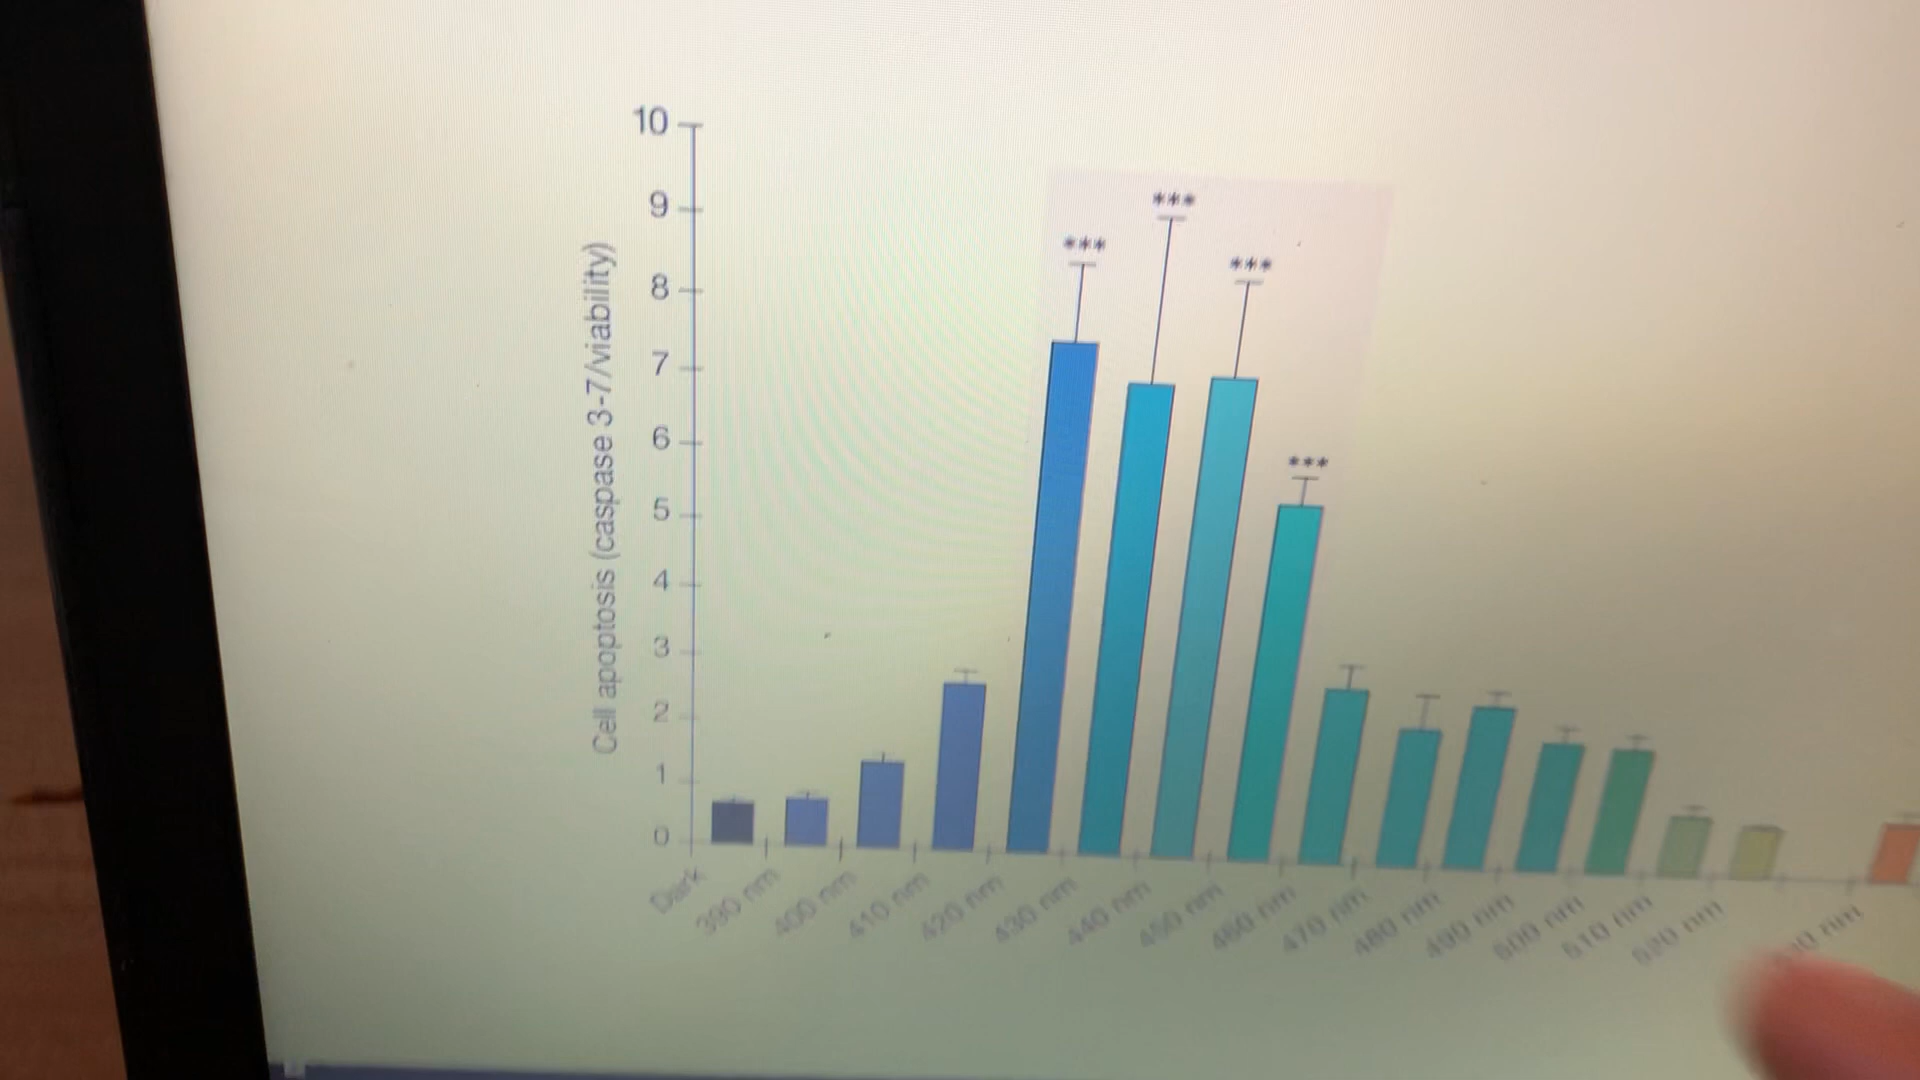 10
9
8
7
6
5
4
3
2
1
0
Cell apoptosis (caspase 3-7/viability)
***
***
***
***
Dark
390 nm
400 nm
410 nm
420 nm
430 nm
440 nm
450 nm
460 nm
470 nm
480 nm
490 nm
500 nm
510 nm
520 nm
nm